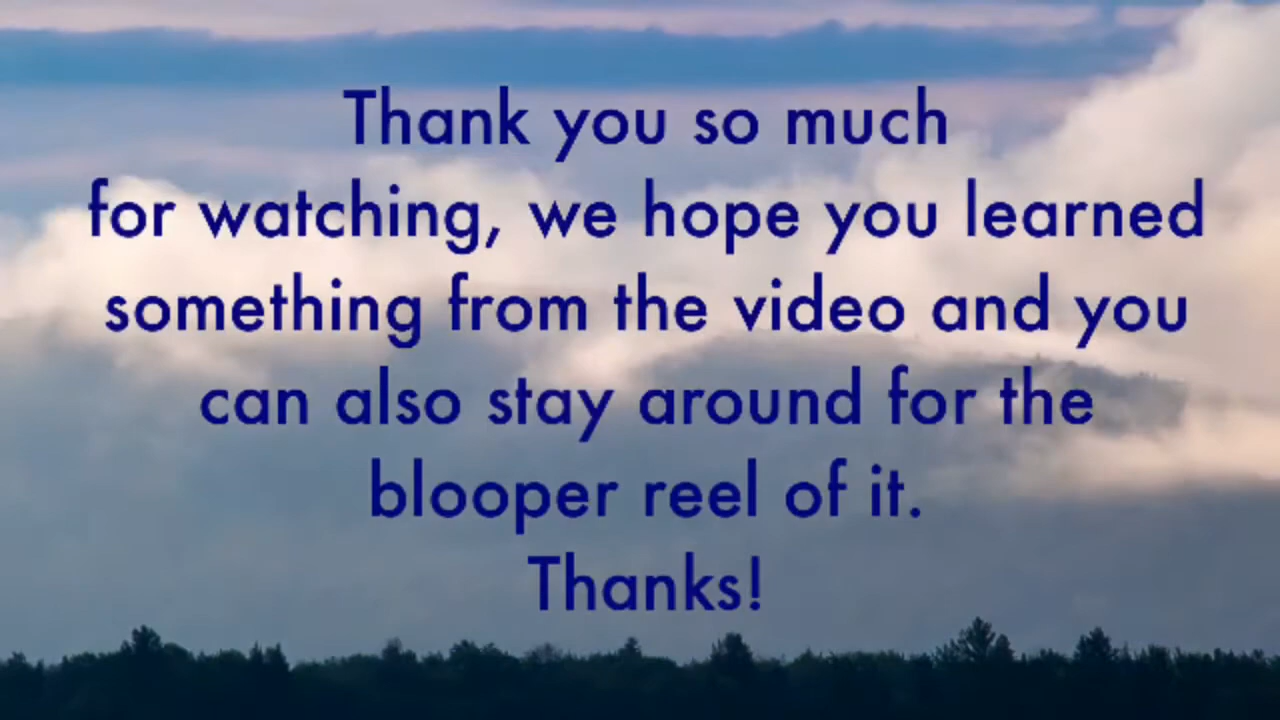 Thank you so much
for watching, we hope you learned
something from the video and you
can also stay around for the
blooper reel of it.
Thanks!